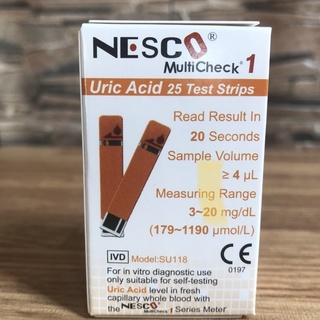 NESCO®
MultiCheck® 1
Uric Acid 25 Test Strips
Read Result In
20 Seconds
Sample Volume
≥ 4 µL
Measuring Range
3~20 mg/dL
(179~1190 µmol/L)
IVD Model:SU118
CE
0197
For in vitro diagnostic use
only suitable for self-testing
Uric Acid level in fresh
capillary whole blood with
the NESCO MultiCheck® 1 Series Meter